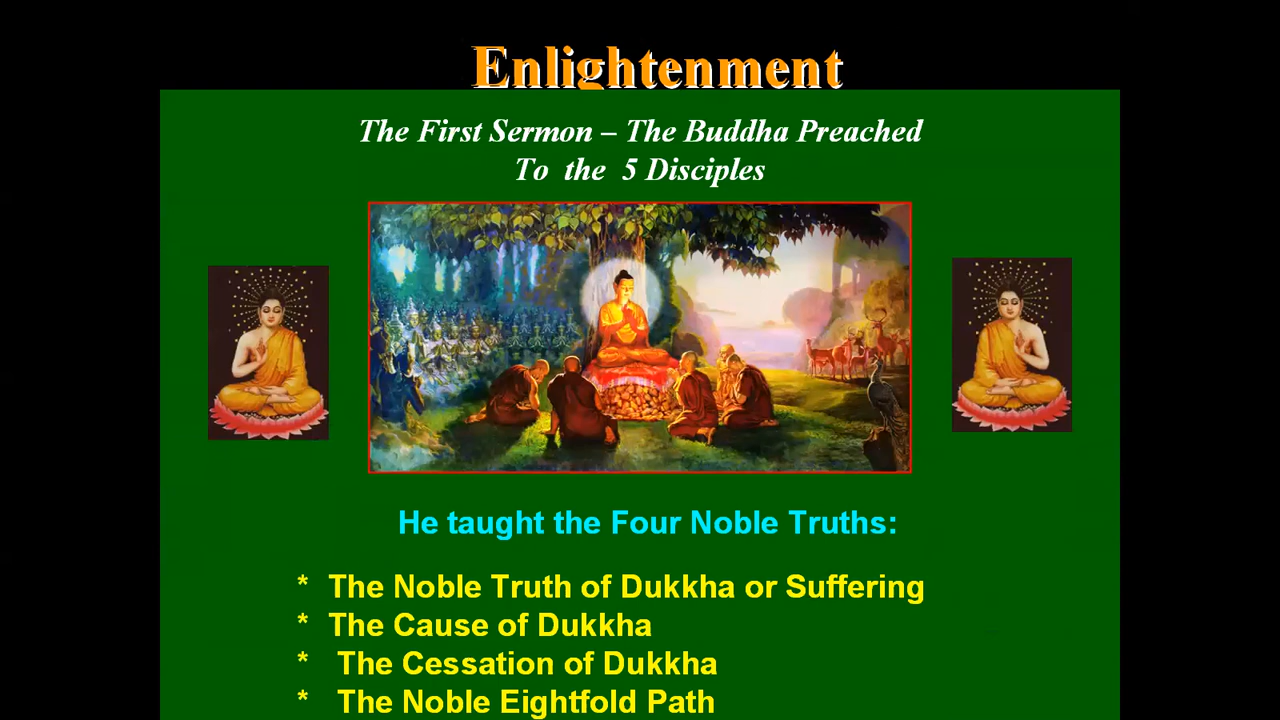 Enlightenment
The First Sermon – The Buddha Preached
To the 5 Disciples
He taught the Four Noble Truths:
* The Noble Truth of Dukkha or Suffering
* The Cause of Dukkha
* The Cessation of Dukkha
* The Noble Eightfold Path